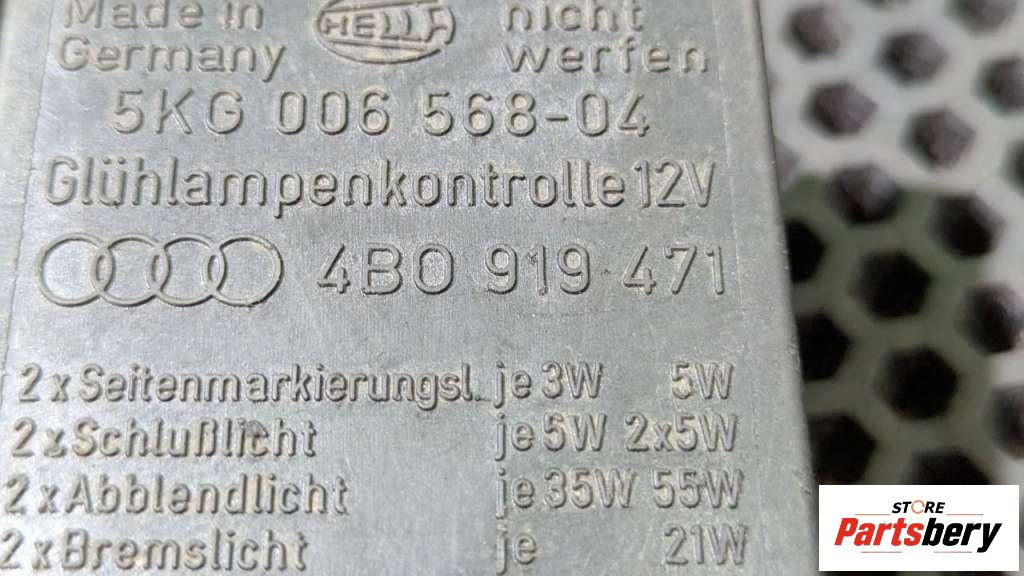 Made in
Germany
HELLA
nicht
werfen
5KG 006 568-04
Glühlampenkontrolle 12V
4B0 919 471
2 x Seitenmarkierungsl. je 3W 5W
2 x Schlußlicht je 5W 2x5W
2 x Abblendlicht je 35W 55W
2 x Bremslicht je 21W
STORE
Partsbery